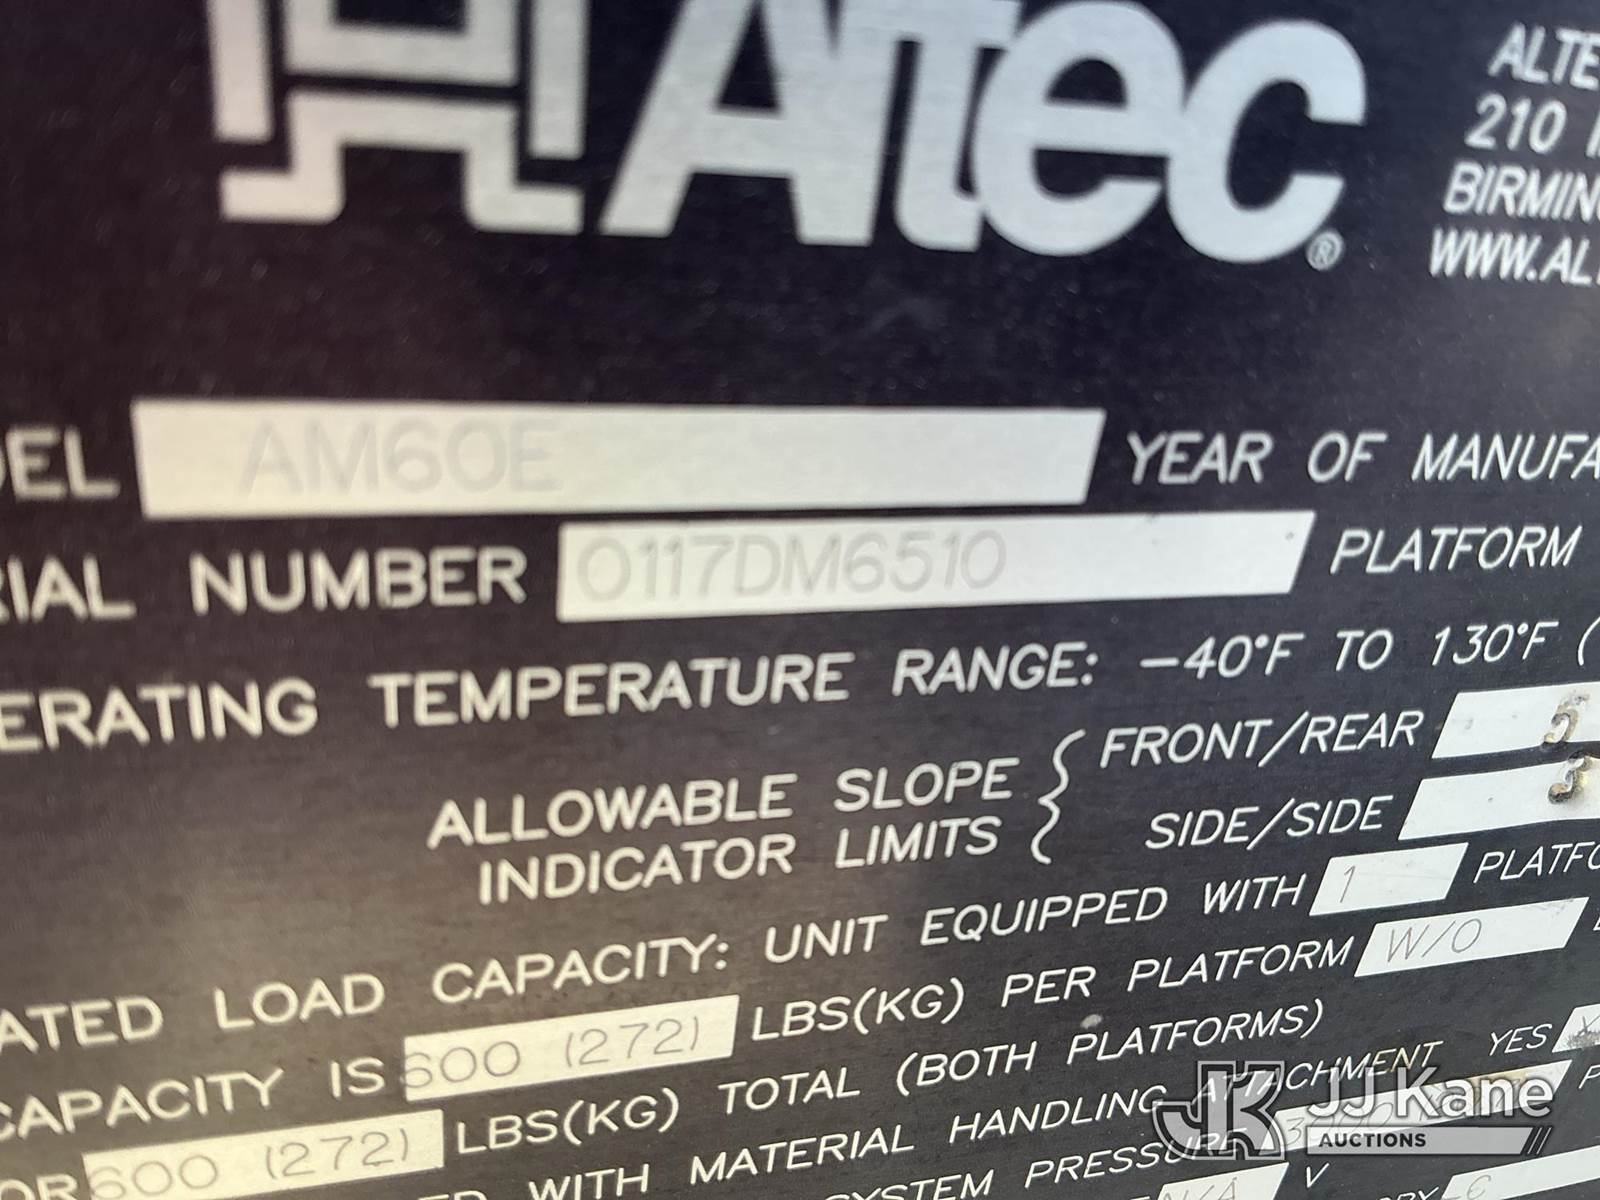 Altec®
ALTE
210
BIRMIN
WWW.AL
DEL AM60E YEAR OF MANUFA
RIAL NUMBER 0117DM6510 PLATFORM
ERATING TEMPERATURE RANGE: -40°F TO 130°F (
ALLOWABLE SLOPE INDICATOR LIMITS { FRONT/REAR 5
SIDE/SIDE 5
ATED LOAD CAPACITY: UNIT EQUIPPED WITH 1 PLATFO
CAPACITY IS 600 (272) LBS(KG) PER PLATFORM W/O
OR 600 (272) LBS(KG) TOTAL (BOTH PLATFORMS)
ED WITH MATERIAL HANDLING ATTACHMENT YES X
YSTEM PRESSURE
N/A V
JJ Kane
AUCTIONS